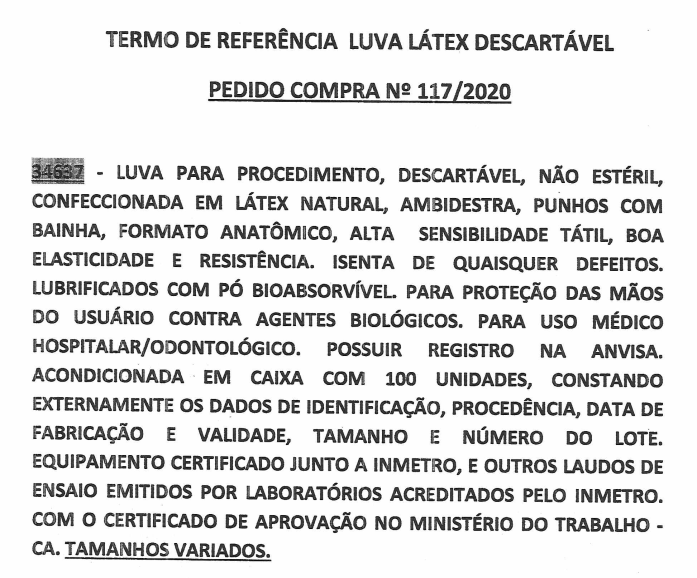 TERMO DE REFERÊNCIA LUVA LÁTEX DESCARTÁVEL
PEDIDO COMPRA Nº 117/2020
34637 - LUVA PARA PROCEDIMENTO, DESCARTÁVEL, NÃO ESTÉRIL,
CONFECCIONADA EM LÁTEX NATURAL, AMBIDESTRA, PUNHOS COM
BAINHA, FORMATO ANATÔMICO, ALTA SENSIBILIDADE TÁTIL, BOA
ELASTICIDADE E RESISTÊNCIA. ISENTA DE QUAISQUER DEFEITOS.
LUBRIFICADOS COM PÓ BIOABSORVÍVEL. PARA PROTEÇÃO DAS MÃOS
DO USUÁRIO CONTRA AGENTES BIOLÓGICOS. PARA USO MÉDICO
HOSPITALAR/ODONTOLÓGICO. POSSUIR REGISTRO NA ANVISA.
ACONDICIONADA EM CAIXA COM 100 UNIDADES, CONSTANDO
EXTERNAMENTE OS DADOS DE IDENTIFICAÇÃO, PROCEDÊNCIA, DATA DE
FABRICAÇÃO E VALIDADE, TAMANHO E NÚMERO DO LOTE.
EQUIPAMENTO CERTIFICADO JUNTO A INMETRO, E OUTROS LAUDOS DE
ENSAIO EMITIDOS POR LABORATÓRIOS ACREDITADOS PELO INMETRO.
COM O CERTIFICADO DE APROVAÇÃO NO MINISTÉRIO DO TRABALHO -
CA. TAMANHOS VARIADOS.